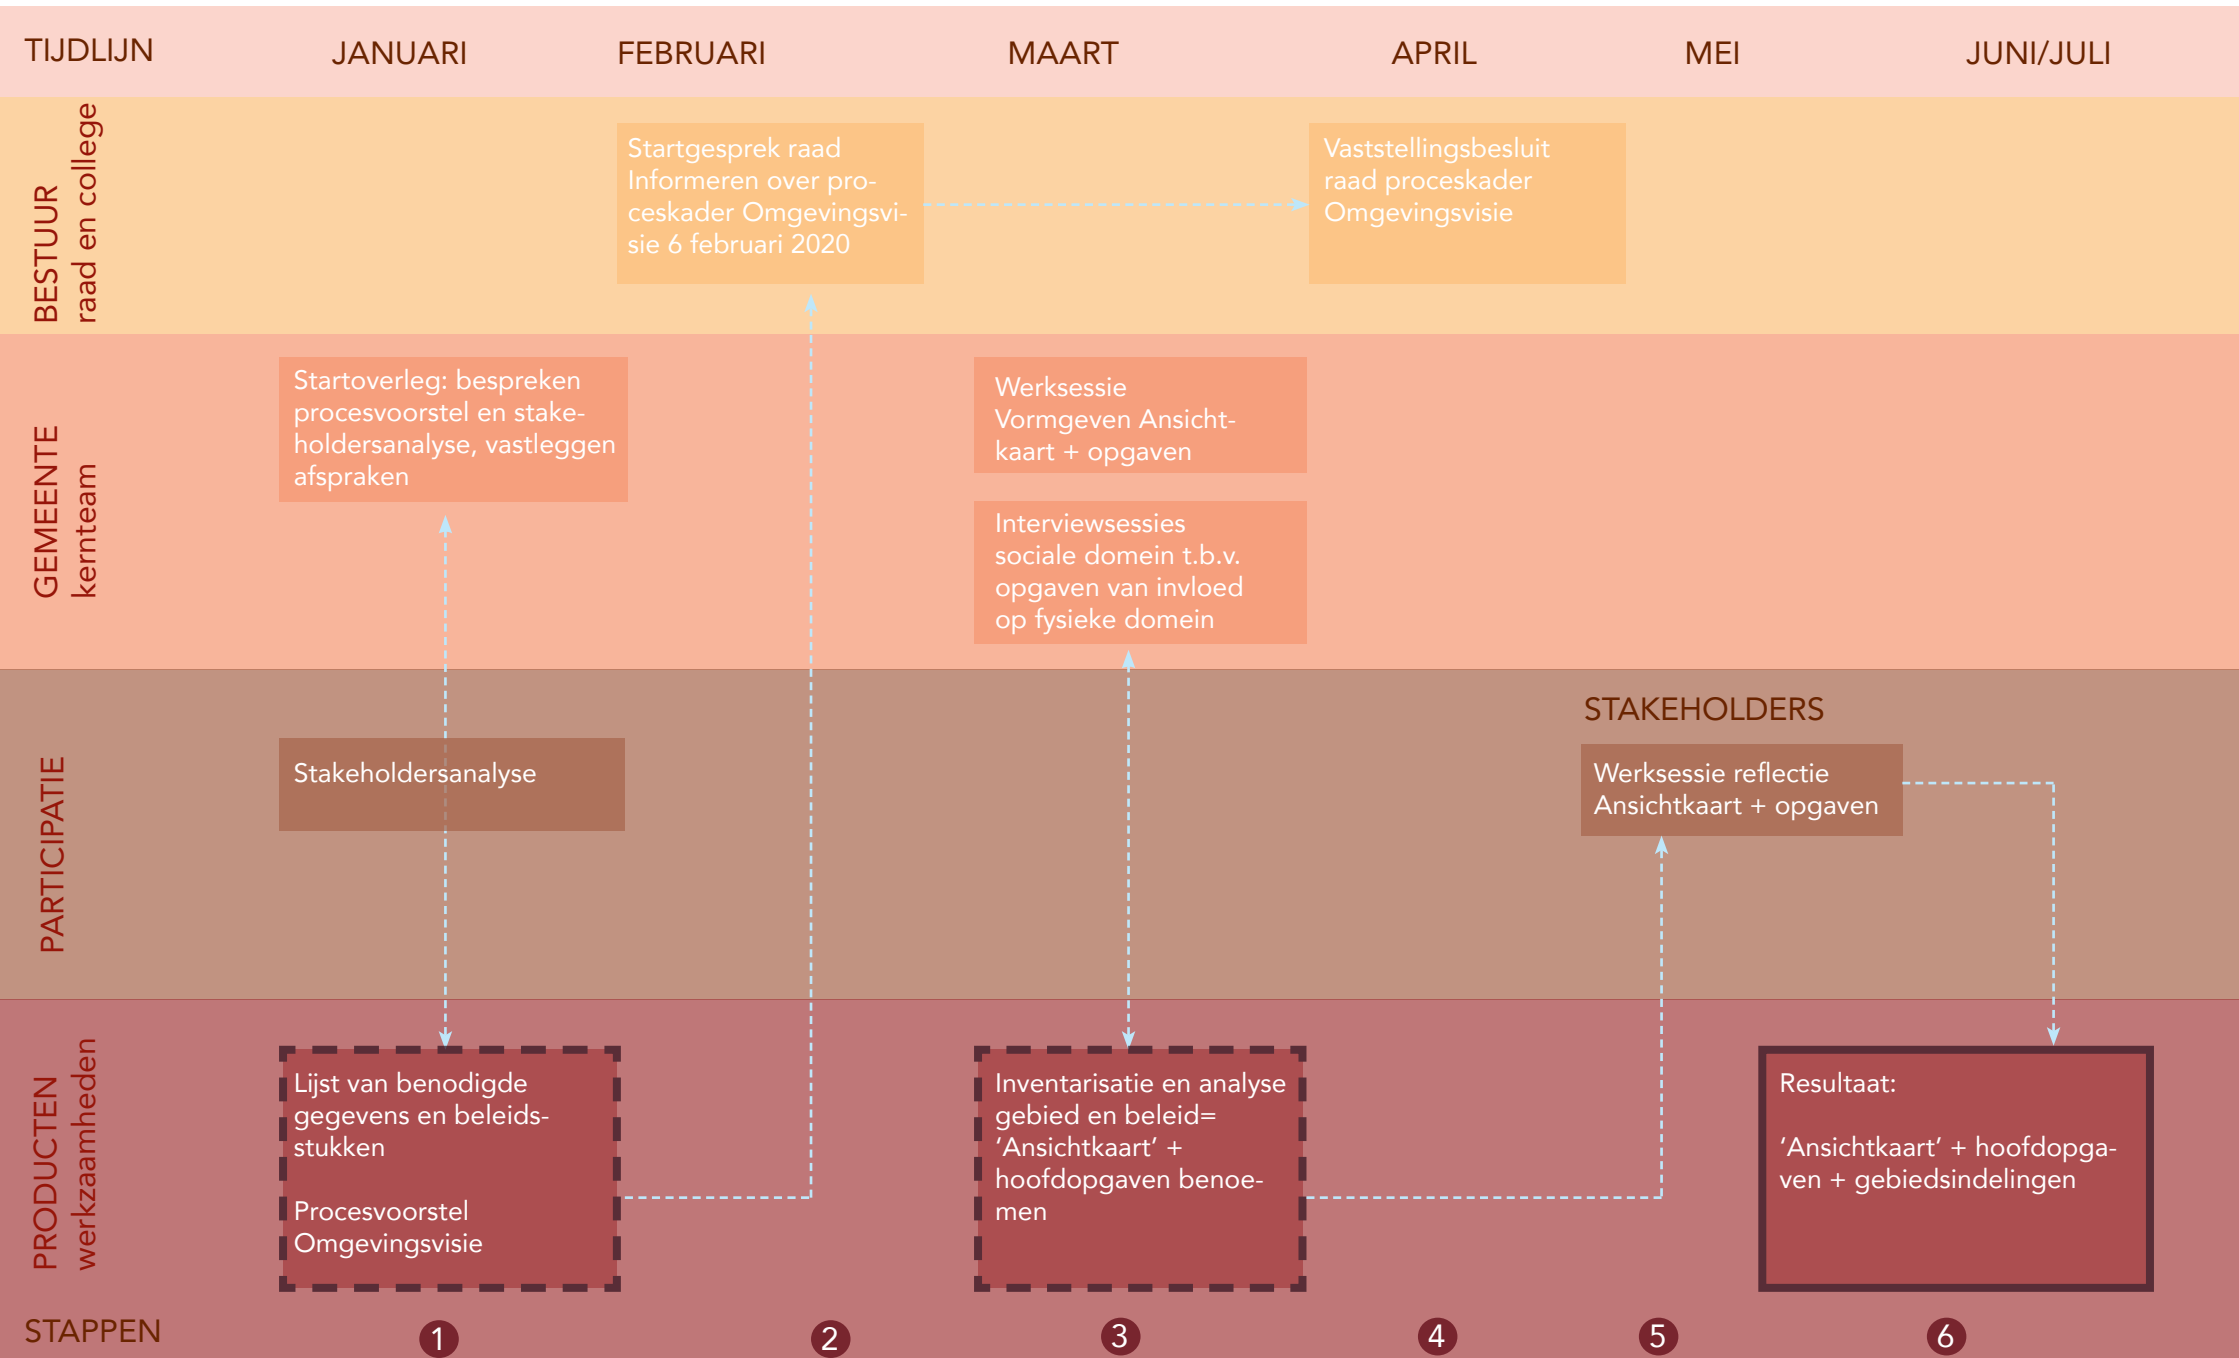 TIJDLIJN
JANUARI
FEBRUARI
MAART
APRIL
MEI
JUNI/JULI
BESTUUR
raad en college
Startgesprek raad
Informeren over pro-
ceskader Omgevingsvi-
sie 6 februari 2020
Vaststellingsbesluit
raad proceskader
Omgevingsvisie
GEMEENTE
kernteam
Startoverleg: bespreken
procesvoorstel en stake-
holdersanalyse, vastleggen
afspraken
Werksessie
Vormgeven Ansicht-
kaart + opgaven
Interviewsessies
sociale domein t.b.v.
opgaven van invloed
op fysieke domein
PARTICIPATIE
Stakeholdersanalyse
STAKEHOLDERS
Werksessie reflectie
Ansichtkaart + opgaven
PRODUCTEN
werkzaamheden
Lijst van benodigde
gegevens en beleids-
stukken
Procesvoorstel
Omgevingsvisie
Inventarisatie en analyse
gebied en beleid=
‘Ansichtkaart’ +
hoofdopgaven benoe-
men
Resultaat:
‘Ansichtkaart’ + hoofdopga-
ven + gebiedsindelingen
STAPPEN
1
2
3
4
5
6